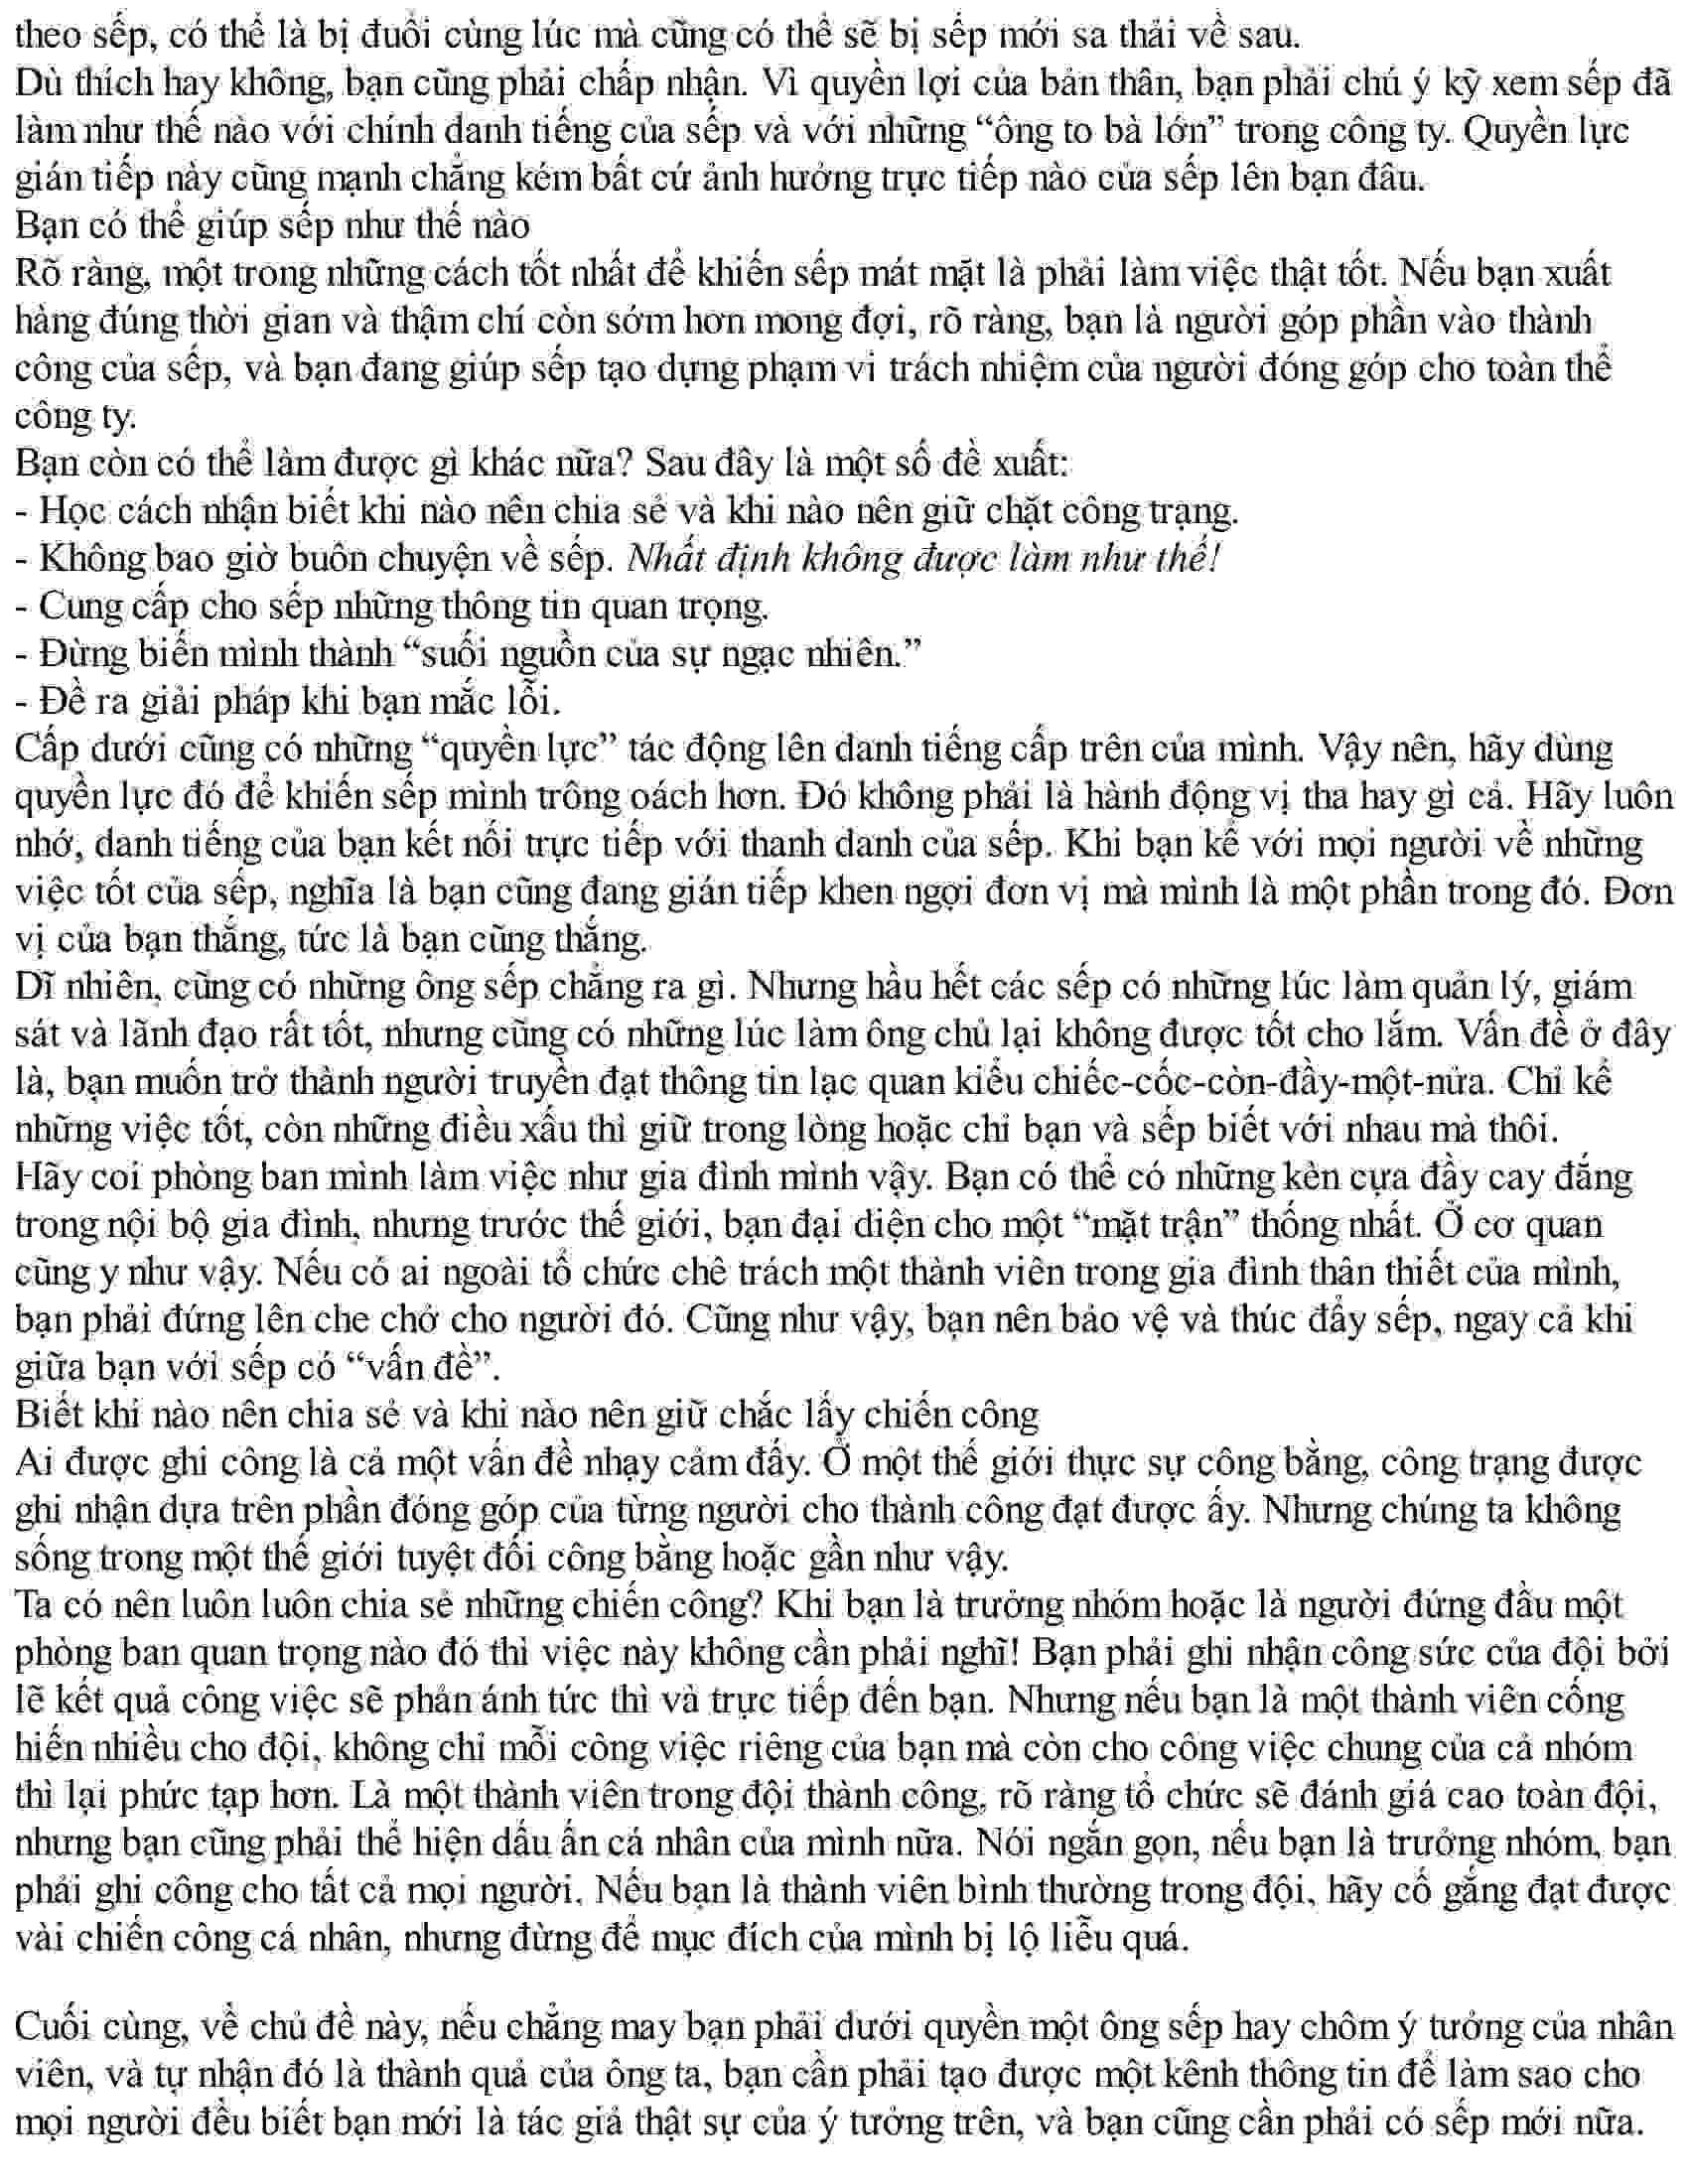 theo sếp, có thể là bị đuổi cùng lúc mà cũng có thể sẽ bị sếp mới sa thải về sau.
Dù thích hay không, bạn cũng phải chấp nhận. Vì quyền lợi của bản thân, bạn phải chú ý kỹ xem sếp đã
làm như thế nào với chính danh tiếng của sếp và với những “ông to bà lớn” trong công ty. Quyền lực
gián tiếp này cũng mạnh chẳng kém bất cứ ảnh hưởng trực tiếp nào của sếp lên bạn đâu.
Bạn có thể giúp sếp như thế nào
Rõ ràng, một trong những cách tốt nhất để khiến sếp mát mặt là phải làm việc thật tốt. Nếu bạn xuất
hàng đúng thời gian và thậm chí còn sớm hơn mong đợi, rõ ràng, bạn là người góp phần vào thành
công của sếp, và bạn đang giúp sếp tạo dựng phạm vi trách nhiệm của người đóng góp cho toàn thể
công ty.
Bạn còn có thể làm được gì khác nữa? Sau đây là một số đề xuất:
- Học cách nhận biết khi nào nên chia sẻ và khi nào nên giữ chặt công trạng.
- Không bao giờ buôn chuyện về sếp. Nhất định không được làm như thế!
- Cung cấp cho sếp những thông tin quan trọng.
- Đừng biến mình thành “suối nguồn của sự ngạc nhiên.”
- Đề ra giải pháp khi bạn mắc lỗi.
Cấp dưới cũng có những “quyền lực” tác động lên danh tiếng cấp trên của mình. Vậy nên, hãy dùng
quyền lực đó để khiến sếp mình trông oách hơn. Đó không phải là hành động vị tha hay gì cả. Hãy luôn
nhớ, danh tiếng của bạn kết nối trực tiếp với thanh danh của sếp. Khi bạn kể với mọi người về những
việc tốt của sếp, nghĩa là bạn cũng đang gián tiếp khen ngợi đơn vị mà mình là một phần trong đó. Đơn
vị của bạn thắng, tức là bạn cũng thắng.
Dĩ nhiên, cũng có những ông sếp chẳng ra gì. Nhưng hầu hết các sếp có những lúc làm quản lý, giám
sát và lãnh đạo rất tốt, nhưng cũng có những lúc làm ông chủ lại không được tốt cho lắm. Vấn đề ở đây
là, bạn muốn trở thành người truyền đạt thông tin lạc quan kiểu chiếc-cốc-còn-đầy-một-nửa. Chỉ kể
những việc tốt, còn những điều xấu thì giữ trong lòng hoặc chỉ bạn và sếp biết với nhau mà thôi.
Hãy coi phòng ban mình làm việc như gia đình mình vậy. Bạn có thể có những kèn cựa đầy cay đắng
trong nội bộ gia đình, nhưng trước thế giới, bạn đại diện cho một “mặt trận” thống nhất. Ở cơ quan
cũng y như vậy. Nếu có ai ngoài tổ chức chê trách một thành viên trong gia đình thân thiết của mình,
bạn phải đứng lên che chở cho người đó. Cũng như vậy, bạn nên bảo vệ và thúc đẩy sếp, ngay cả khi
giữa bạn với sếp có “vấn đề”.
Biết khi nào nên chia sẻ và khi nào nên giữ chắc lấy chiến công
Ai được ghi công là cả một vấn đề nhạy cảm đấy. Ở một thế giới thực sự công bằng, công trạng được
ghi nhận dựa trên phần đóng góp của từng người cho thành công đạt được ấy. Nhưng chúng ta không
sống trong một thế giới tuyệt đối công bằng hoặc gần như vậy.
Ta có nên luôn luôn chia sẻ những chiến công? Khi bạn là trưởng nhóm hoặc là người đứng đầu một
phòng ban quan trọng nào đó thì việc này không cần phải nghĩ! Bạn phải ghi nhận công sức của đội bởi
lẽ kết quả công việc sẽ phản ánh tức thì và trực tiếp đến bạn. Nhưng nếu bạn là một thành viên cống
hiến nhiều cho đội, không chỉ mỗi công việc riêng của bạn mà còn cho công việc chung của cả nhóm
thì lại phức tạp hơn. Là một thành viên trong đội thành công, rõ ràng tổ chức sẽ đánh giá cao toàn đội,
nhưng bạn cũng phải thể hiện dấu ấn cá nhân của mình nữa. Nói ngắn gọn, nếu bạn là trưởng nhóm, bạn
phải ghi công cho tất cả mọi người. Nếu bạn là thành viên bình thường trong đội, hãy cố gắng đạt được
vài chiến công cá nhân, nhưng đừng để mục đích của mình bị lộ liễu quá.
Cuối cùng, về chủ đề này, nếu chẳng may bạn phải dưới quyền một ông sếp hay chôm ý tưởng của nhân
viên, và tự nhận đó là thành quả của ông ta, bạn cần phải tạo được một kênh thông tin để làm sao cho
mọi người đều biết bạn mới là tác giả thật sự của ý tưởng trên, và bạn cũng cần phải có sếp mới nữa.